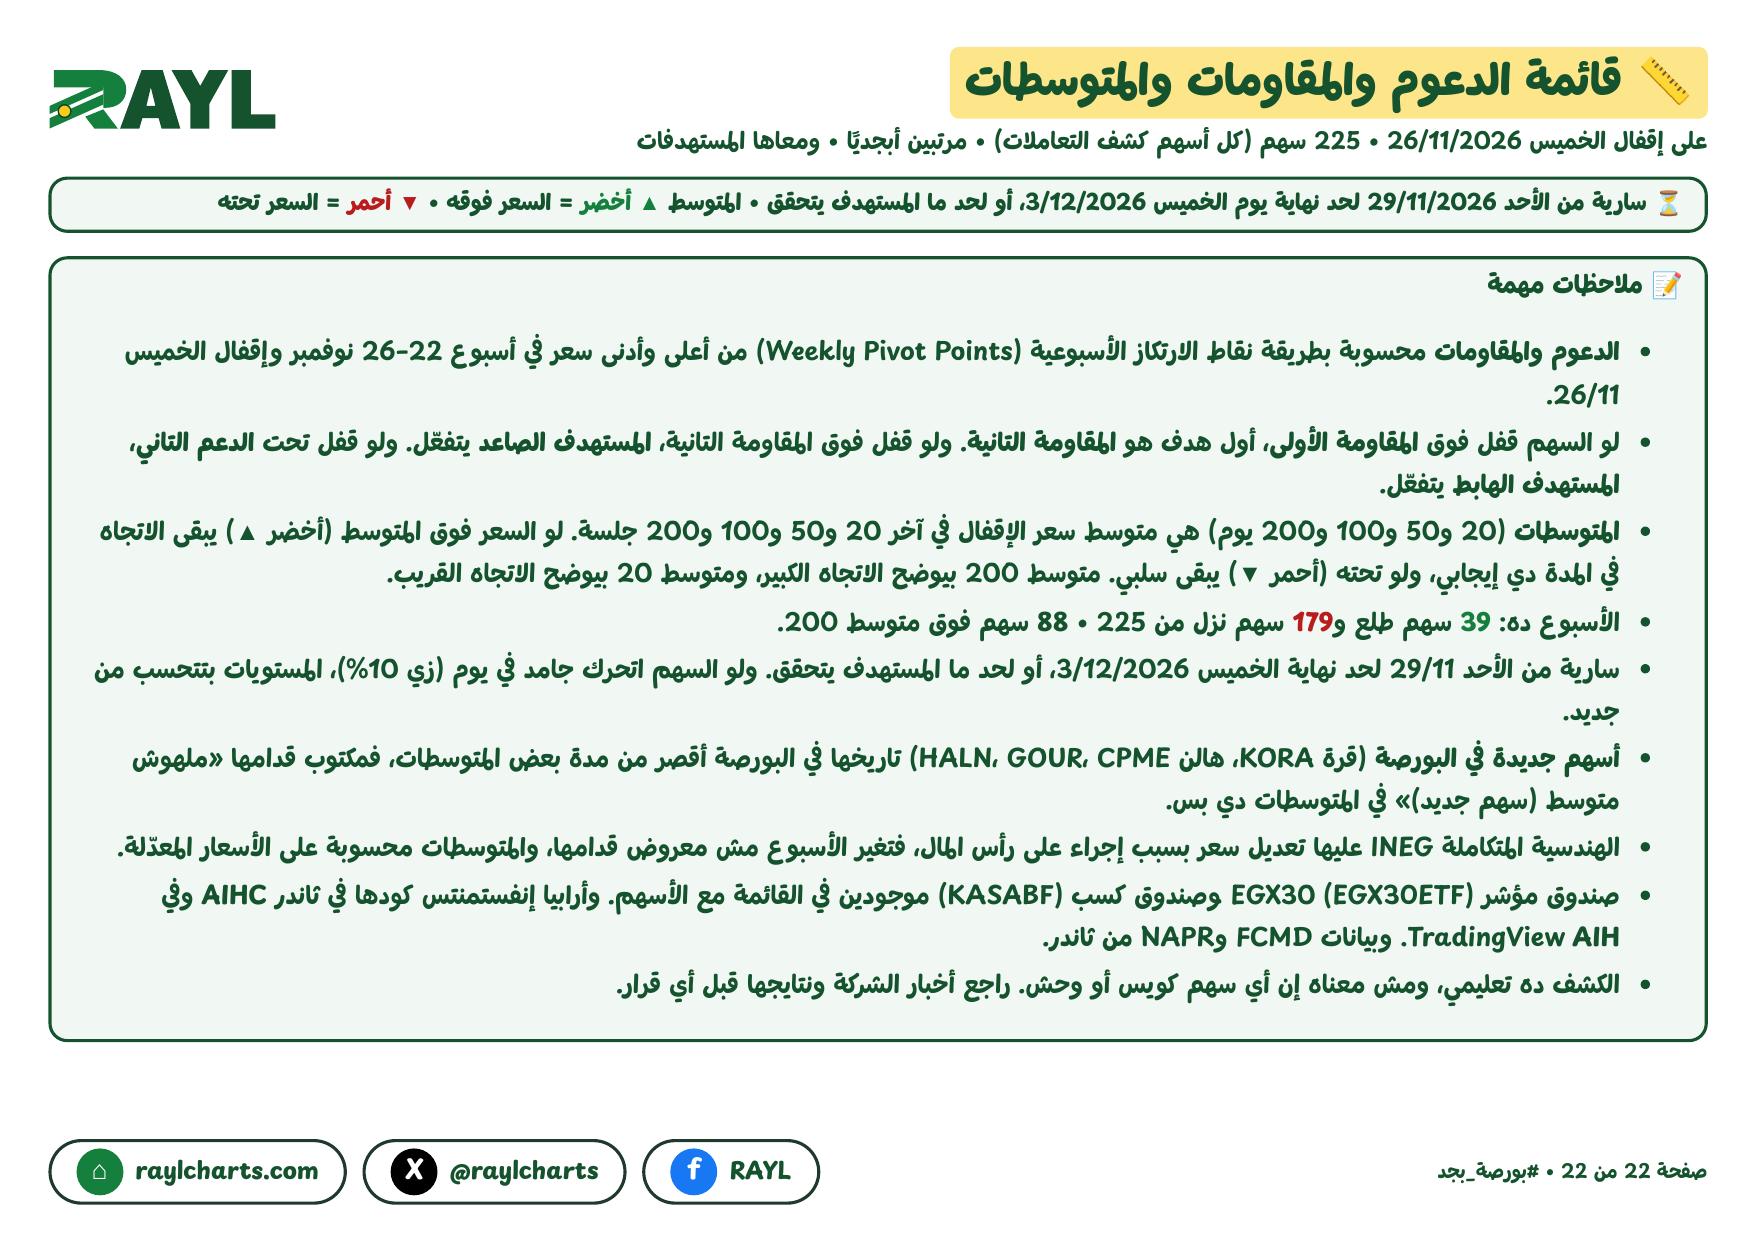 RAYL
📏 قائمة الدعوم والمقاومات والمتوسطات
على إقفال الخميس 26/11/2026 • 225 سهم (كل أسهم كشف التعاملات) • مرتبين أبجديًا • ومعاها المستهدفات
⏳ سارية من الأحد 29/11/2026 لحد نهاية يوم الخميس 3/12/2026، أو لحد ما المستهدف يتحقق • المتوسط ▲ أخضر = السعر فوقه • ▼ أحمر = السعر تحته
📝 ملاحظات مهمة
• الدعوم والمقاومات محسوبة بطريقة نقاط الارتكاز الأسبوعية (Weekly Pivot Points) من أعلى وأدنى سعر في أسبوع 22–26 نوفمبر وإقفال الخميس
26/11.
• لو السهم قفل فوق المقاومة الأولى، أول هدف هو المقاومة التانية. ولو قفل فوق المقاومة التانية، المستهدف الصاعد يتفعّل. ولو قفل تحت الدعم التاني،
المستهدف الهابط يتفعّل.
• المتوسطات (20 و50 و100 و200 يوم) هي متوسط سعر الإقفال في آخر 20 و50 و100 و200 جلسة. لو السعر فوق المتوسط (أخضر ▲) يبقى الاتجاه
في المدة دي إيجابي، ولو تحته (أحمر ▼) يبقى سلبي. متوسط 200 بيوضح الاتجاه الكبير، ومتوسط 20 بيوضح الاتجاه القريب.
• الأسبوع ده: 39 سهم طلع و179 سهم نزل من 225 • 88 سهم فوق متوسط 200.
• سارية من الأحد 29/11 لحد نهاية الخميس 3/12/2026، أو لحد ما المستهدف يتحقق. ولو السهم اتحرك جامد في يوم (زي 10%)، المستويات بتتحسب من
جديد.
• أسهم جديدة في البورصة (قرة KORA، هالن HALN، GOUR، CPME) تاريخها في البورصة أقصر من مدة بعض المتوسطات، فمكتوب قدامها «ملهوش
متوسط (سهم جديد)» في المتوسطات دي بس.
• الهندسية المتكاملة INEG عليها تعديل سعر بسبب إجراء على رأس المال، فتغير الأسبوع مش معروض قدامها، والمتوسطات محسوبة على الأسعار المعدّلة.
• صندوق مؤشر EGX30 (EGX30ETF) وصندوق كسب (KASABF) موجودين في القائمة مع الأسهم. وأرابيا إنفستمنتس كودها في ثاندر AIHC وفي
TradingView AIH. وبيانات FCMD وNAPR من ثاندر.
• الكشف ده تعليمي، ومش معناه إن أي سهم كويس أو وحش. راجع أخبار الشركة ونتايجها قبل أي قرار.
صفحة 22 من 22 • #بورصة_بجد
raylcharts.com
X @raylcharts
f RAYL